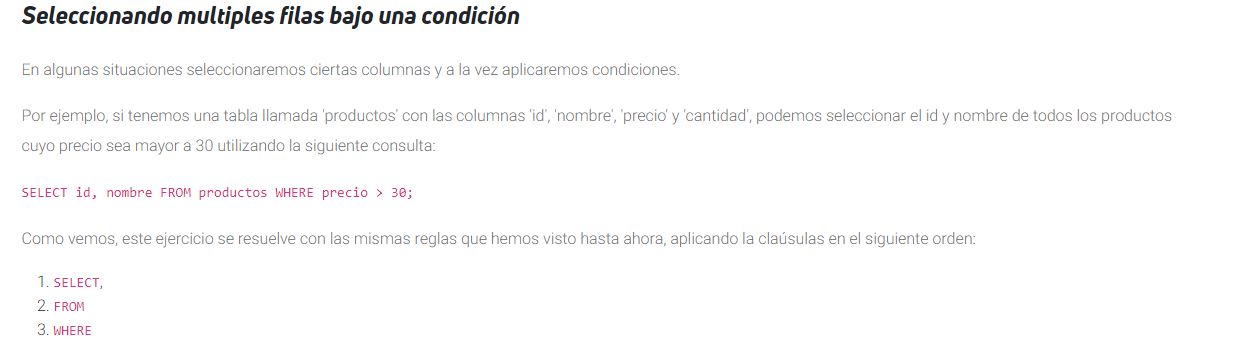 Seleccionando multiples filas bajo una condición
En algunas situaciones seleccionaremos ciertas columnas y a la vez aplicaremos condiciones.
Por ejemplo, si tenemos una tabla llamada 'productos' con las columnas 'id', 'nombre', 'precio' y 'cantidad', podemos seleccionar el id y nombre de todos los productos
cuyo precio sea mayor a 30 utilizando la siguiente consulta:
SELECT id, nombre FROM productos WHERE precio > 30;
Como vemos, este ejercicio se resuelve con las mismas reglas que hemos visto hasta ahora, aplicando la claúsulas en el siguiente orden:
1. SELECT,
2. FROM
3. WHERE